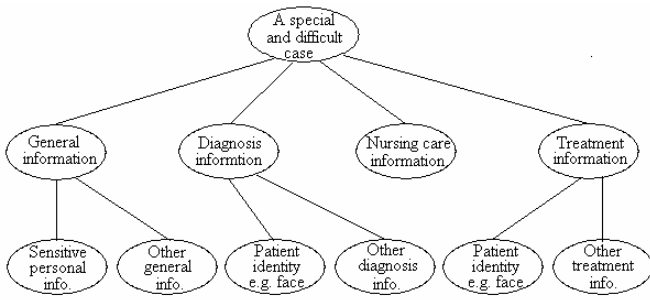 A special
and difficult
case
General
information
Diagnosis
informtion
Nursing care
information
Treatment
information
Sensitive
personal
info.
Other
general
info.
Patient
identity
e.g. face
Other
diagnosis
info.
Patient
identity
e.g. face
Other
treatment
info.